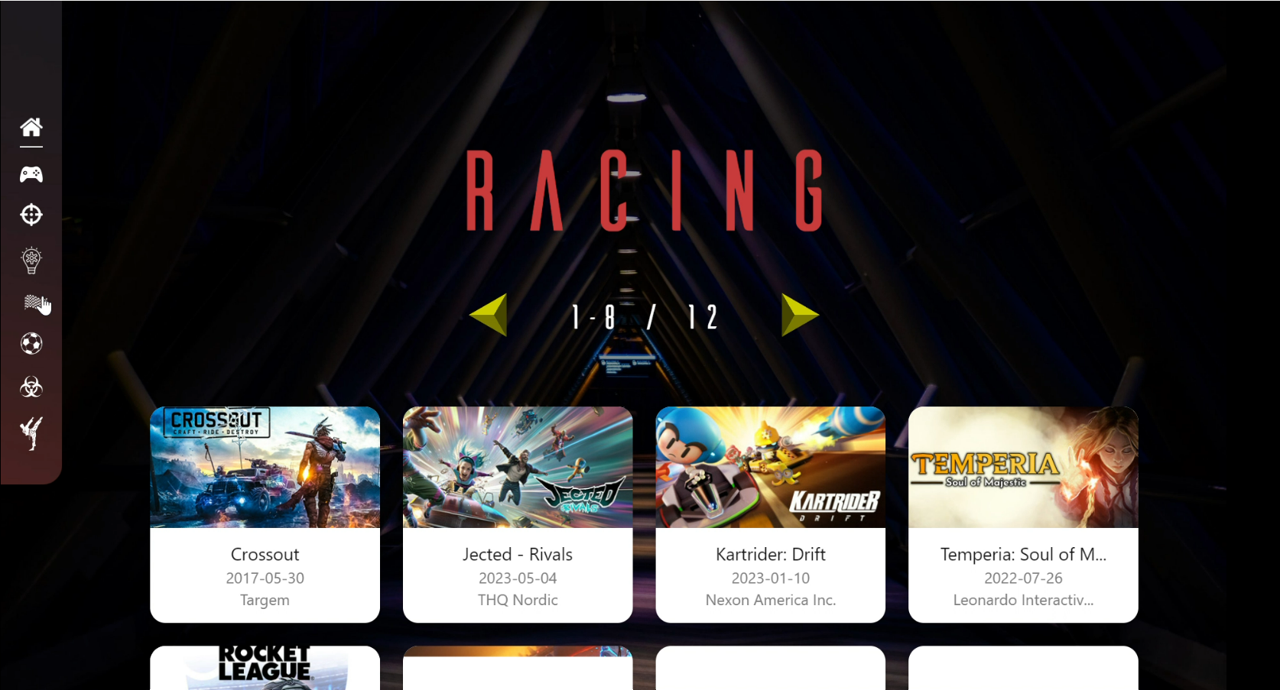 RACING
1-8 / 12
CROSSOUT
CRAFT · RIDE · DESTROY
JECTED
RIVALS
KARTRIDER
DRIFT
TEMPERIA
Soul of Majestic
Crossout
2017-05-30
Targem
Jected - Rivals
2023-05-04
THQ Nordic
Kartrider: Drift
2023-01-10
Nexon America Inc.
Temperia: Soul of M...
2022-07-26
Leonardo Interactiv...
ROCKET
LEAGUE